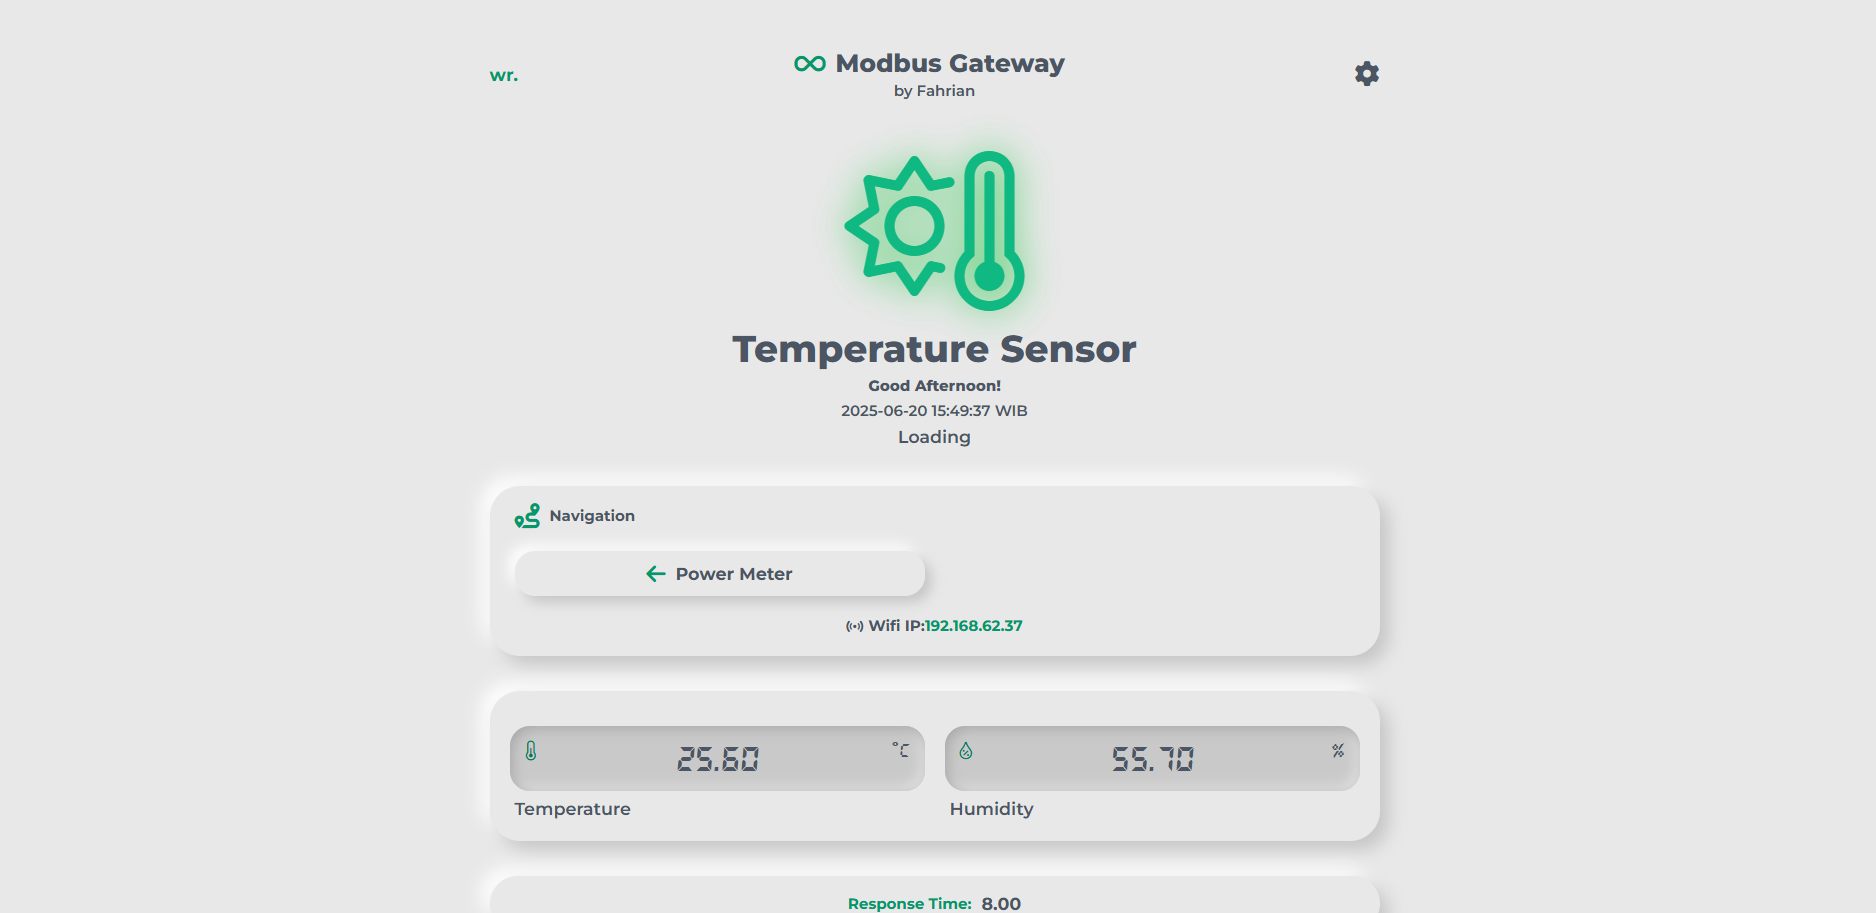 wr.
Modbus Gateway
by Fahrian
Temperature Sensor
Good Afternoon!
2025-06-20 15:49:37 WIB
Loading
Navigation
Power Meter
Wifi IP:192.168.62.37
25.60 °C
55.70 %
Temperature
Humidity
Response Time: 8.00